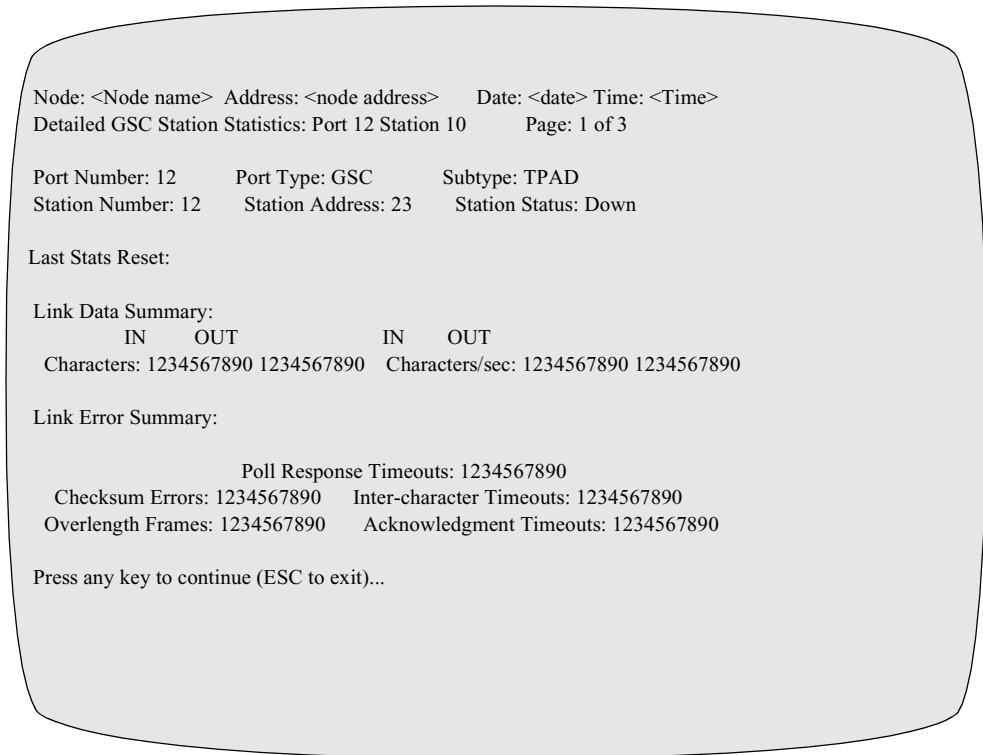 Node: <Node name> Address: <node address> Date: <date> Time: <Time>
Detailed GSC Station Statistics: Port 12 Station 10 Page: 1 of 3
Port Number: 12 Port Type: GSC Subtype: TPAD
Station Number: 12 Station Address: 23 Station Status: Down
Last Stats Reset:
Link Data Summary:
IN OUT IN OUT
Characters: 1234567890 1234567890 Characters/sec: 1234567890 1234567890
Link Error Summary:
Poll Response Timeouts: 1234567890
Checksum Errors: 1234567890 Inter-character Timeouts: 1234567890
Overlength Frames: 1234567890 Acknowledgment Timeouts: 1234567890
Press any key to continue (ESC to exit)...